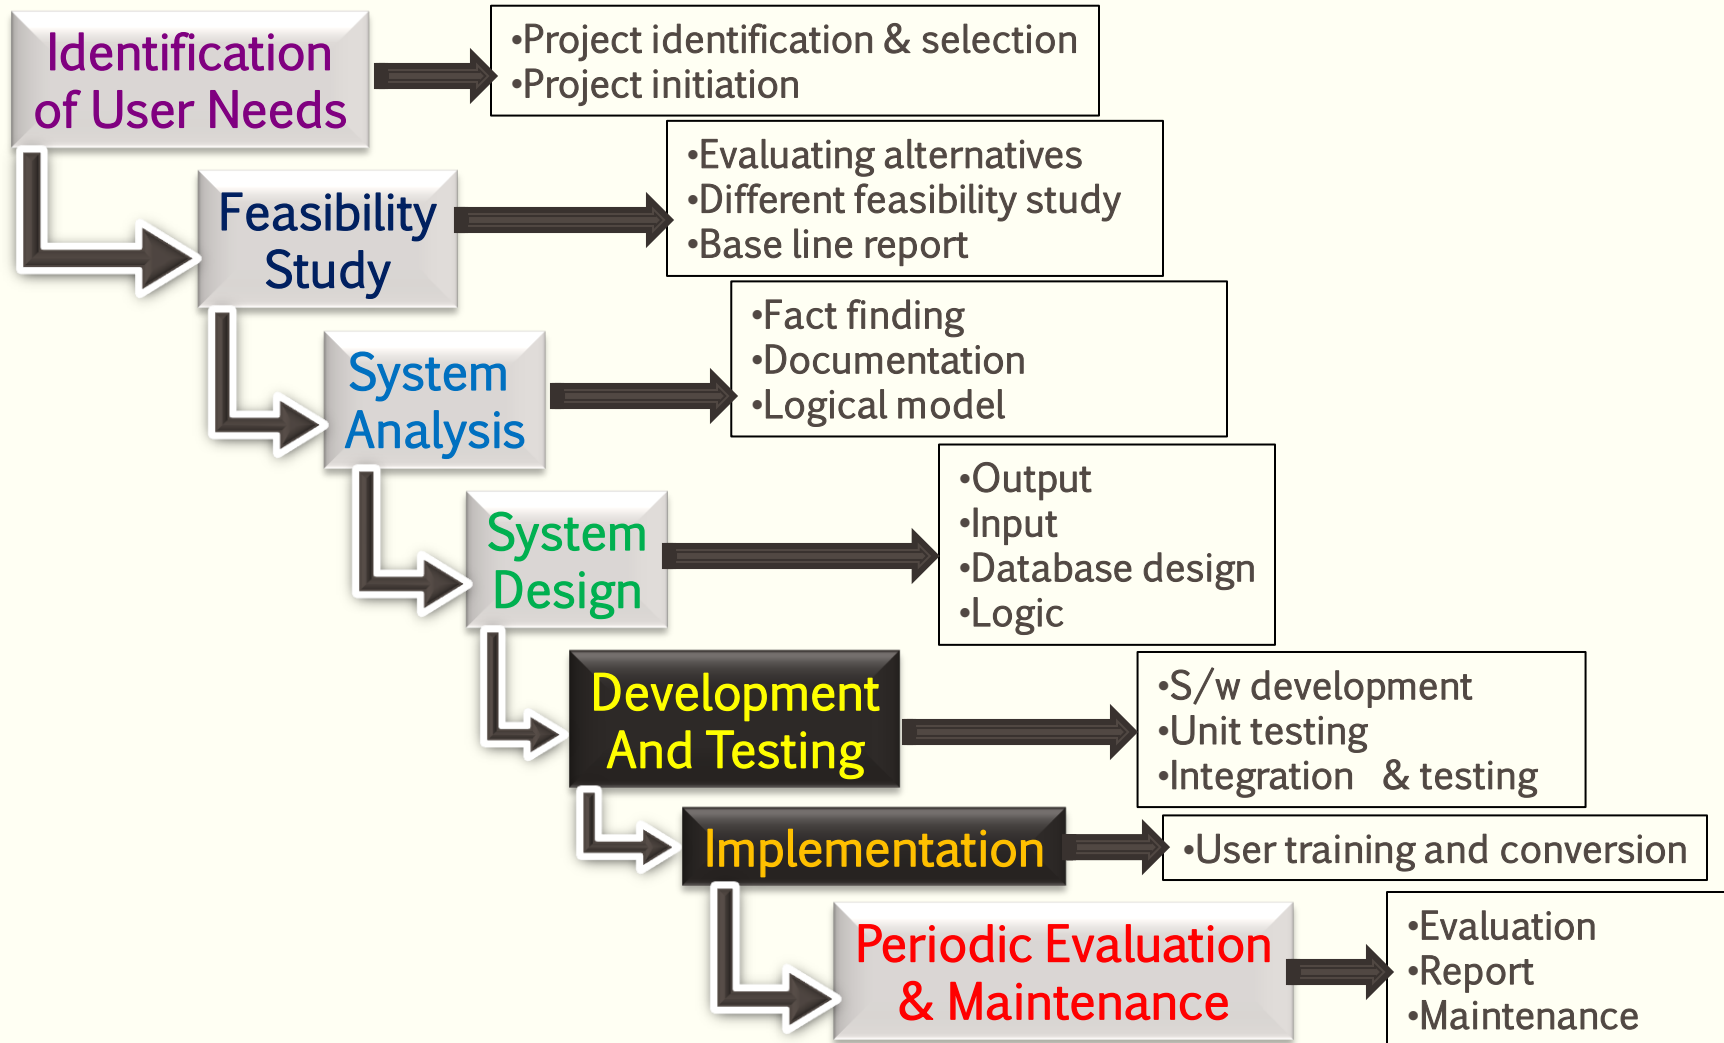 Identification
of User Needs
•Project identification & selection
•Project initiation
Feasibility
Study
•Evaluating alternatives
•Different feasibility study
•Base line report
System
Analysis
•Fact finding
•Documentation
•Logical model
System
Design
•Output
•Input
•Database design
•Logic
Development
And Testing
•S/w development
•Unit testing
•Integration & testing
Implementation
•User training and conversion
Periodic Evaluation
& Maintenance
•Evaluation
•Report
•Maintenance